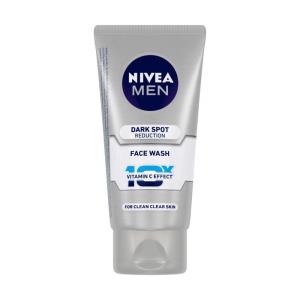 NIVEA
MEN
DARK SPOT
REDUCTION
FACE WASH
10X
VITAMIN C EFFECT
FOR CLEAN CLEAR SKIN